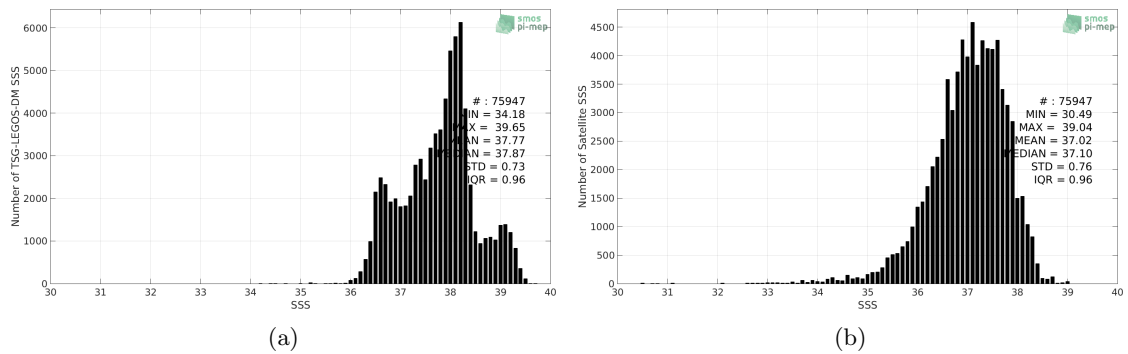 smos
pi-mep
6000
5000
4000
3000
2000
1000
0
Number of TSG-LEGOS-DM SSS
# : 75947
MIN = 34.18
MAX = 39.65
MEAN = 37.77
MEDIAN = 37.87
STD = 0.73
IQR = 0.96
30 31 32 33 34 35 36 37 38 39 40
SSS
(a)
smos
pi-mep
4500
4000
3500
3000
2500
2000
1500
1000
500
0
Number of Satellite SSS
# : 75947
MIN = 30.49
MAX = 39.04
MEAN = 37.02
MEDIAN = 37.10
STD = 0.76
IQR = 0.96
30 31 32 33 34 35 36 37 38 39 40
SSS
(b)